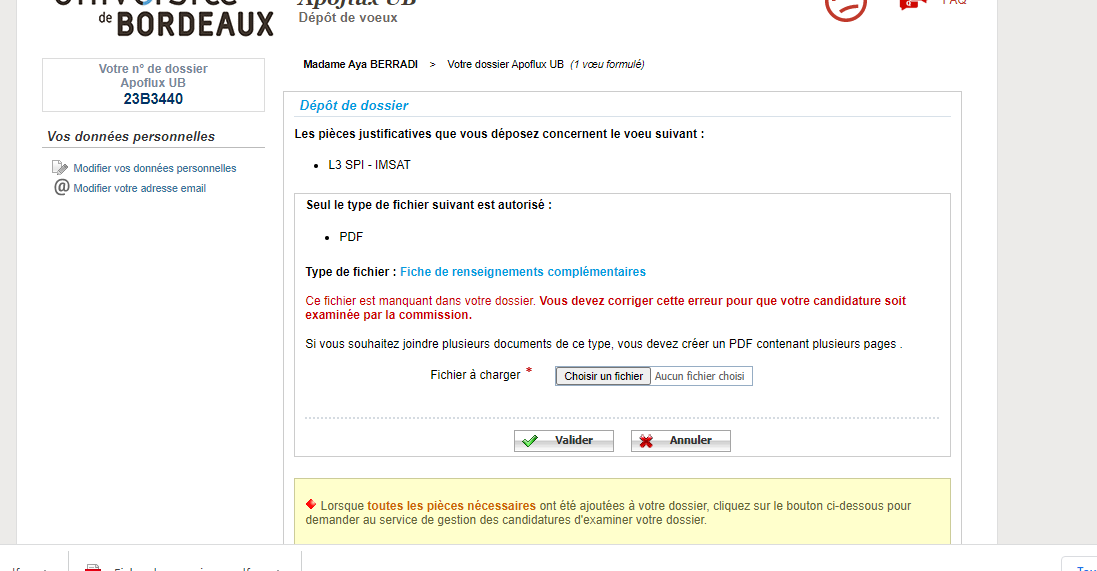 de BORDEAUX
Apoflux UB
Dépôt de voeux
FAQ
Votre n° de dossier
Apoflux UB
23B3440
Vos données personnelles
Modifier vos données personnelles
@ Modifier votre adresse email
Madame Aya BERRADI > Votre dossier Apoflux UB (1 vœu formulé)
Dépôt de dossier
Les pièces justificatives que vous déposez concernent le voeu suivant :
• L3 SPI - IMSAT
Seul le type de fichier suivant est autorisé :
• PDF
Type de fichier : Fiche de renseignements complémentaires
Ce fichier est manquant dans votre dossier. Vous devez corriger cette erreur pour que votre candidature soit
examinée par la commission.
Si vous souhaitez joindre plusieurs documents de ce type, vous devez créer un PDF contenant plusieurs pages .
Fichier à charger * Choisir un fichier Aucun fichier choisi
Valider Annuler
Lorsque toutes les pièces nécessaires ont été ajoutées à votre dossier, cliquez sur le bouton ci-dessous pour
demander au service de gestion des candidatures d'examiner votre dossier.